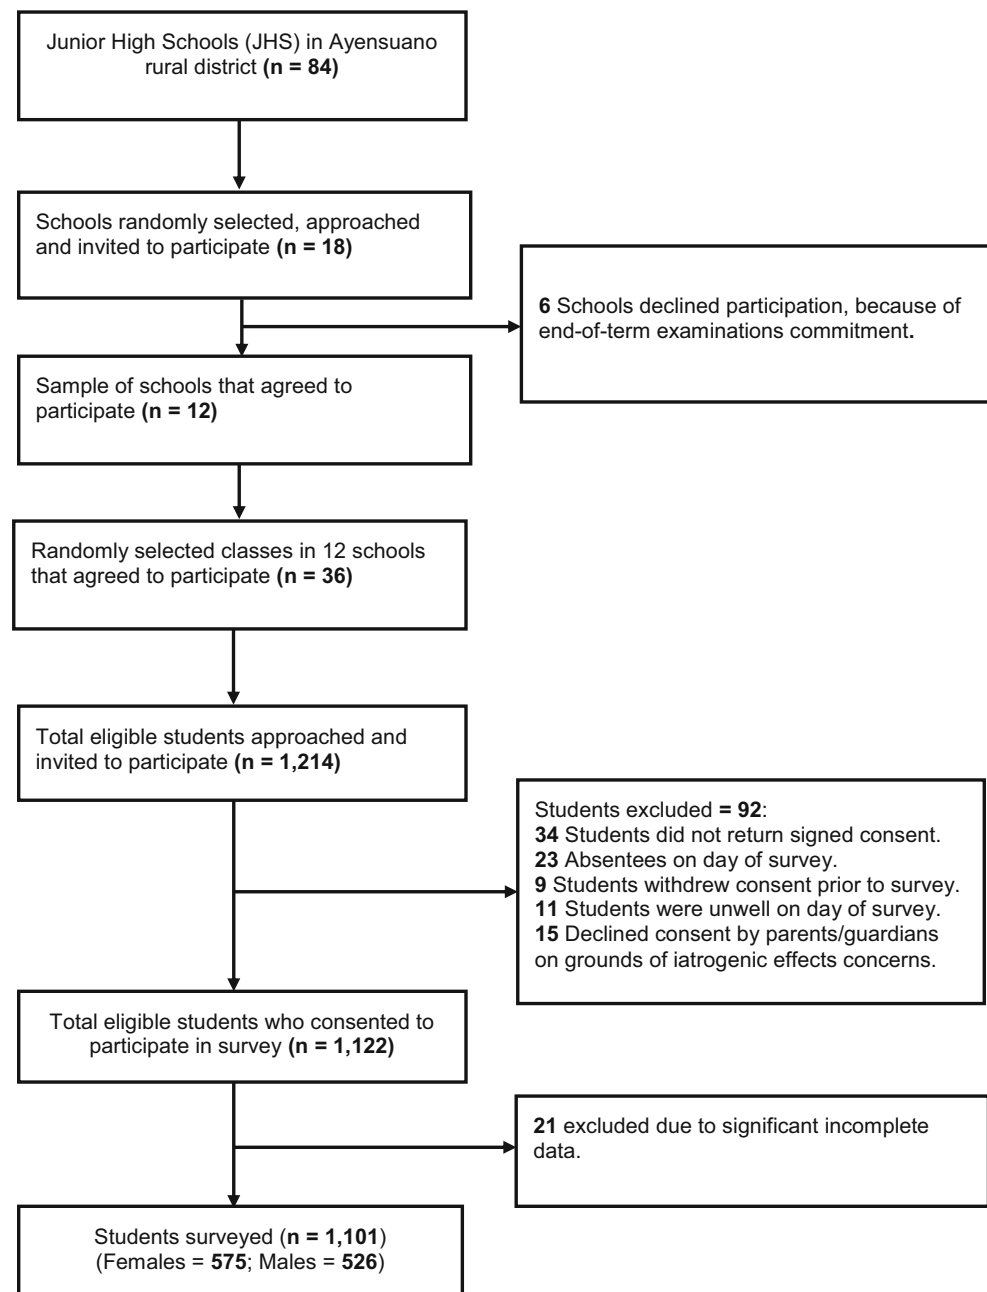 Junior High Schools (JHS) in Ayensuano
rural district (n = 84)
Schools randomly selected, approached
and invited to participate (n = 18)
6 Schools declined participation, because of
end-of-term examinations commitment.
Sample of schools that agreed to
participate (n = 12)
Randomly selected classes in 12 schools
that agreed to participate (n = 36)
Total eligible students approached and
invited to participate (n = 1,214)
Students excluded = 92:
34 Students did not return signed consent.
23 Absentees on day of survey.
9 Students withdrew consent prior to survey.
11 Students were unwell on day of survey.
15 Declined consent by parents/guardians
on grounds of iatrogenic effects concerns.
Total eligible students who consented to
participate in survey (n = 1,122)
21 excluded due to significant incomplete
data.
Students surveyed (n = 1,101)
(Females = 575; Males = 526)